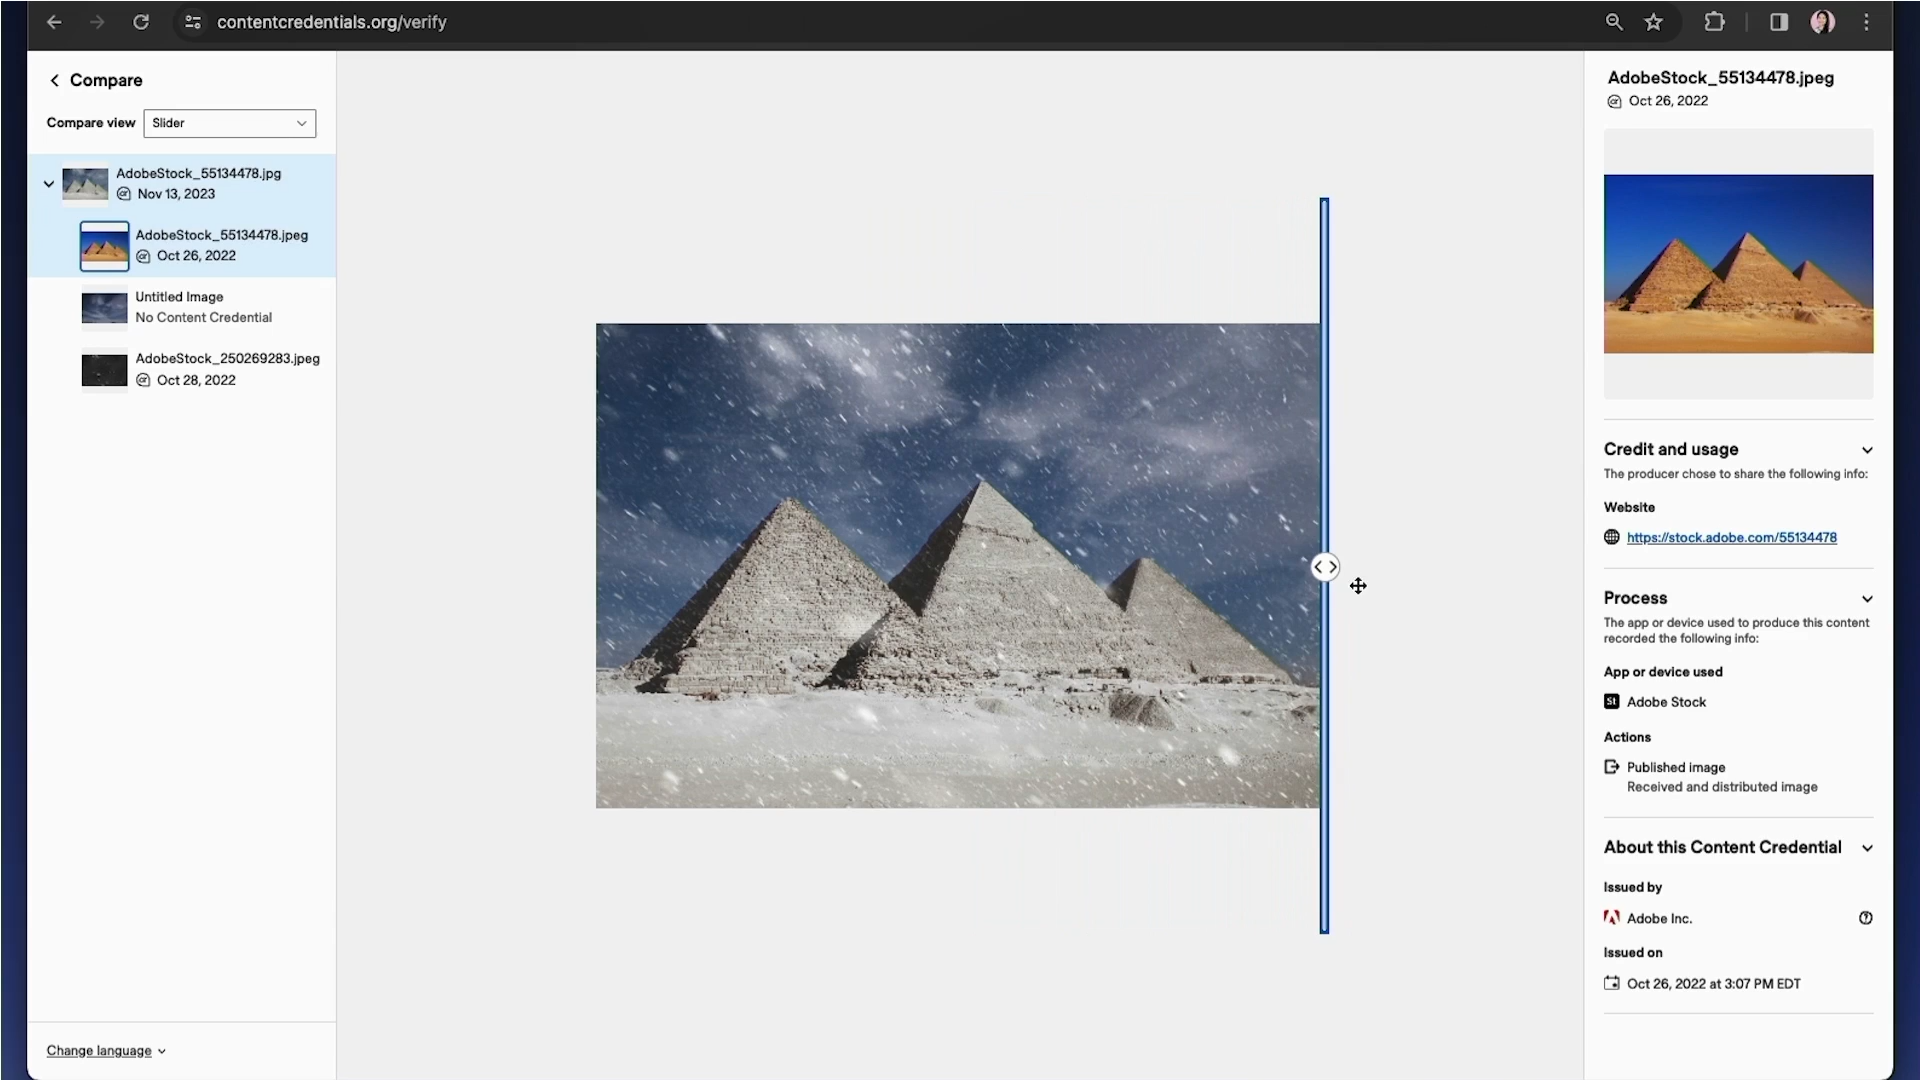 contentcredentials.org/verify
Compare
Compare view
Slider
AdobeStock_55134478.jpg
Nov 13, 2023
AdobeStock_55134478.jpeg
Oct 26, 2022
Untitled Image
No Content Credential
AdobeStock_250269283.jpeg
Oct 28, 2022
Change language
AdobeStock_55134478.jpeg
Oct 26, 2022
Credit and usage
The producer chose to share the following info:
Website
https://stock.adobe.com/55134478
Process
The app or device used to produce this content
recorded the following info:
App or device used
St Adobe Stock
Actions
Published image
Received and distributed image
About this Content Credential
Issued by
Adobe Inc.
Issued on
Oct 26, 2022 at 3:07 PM EDT